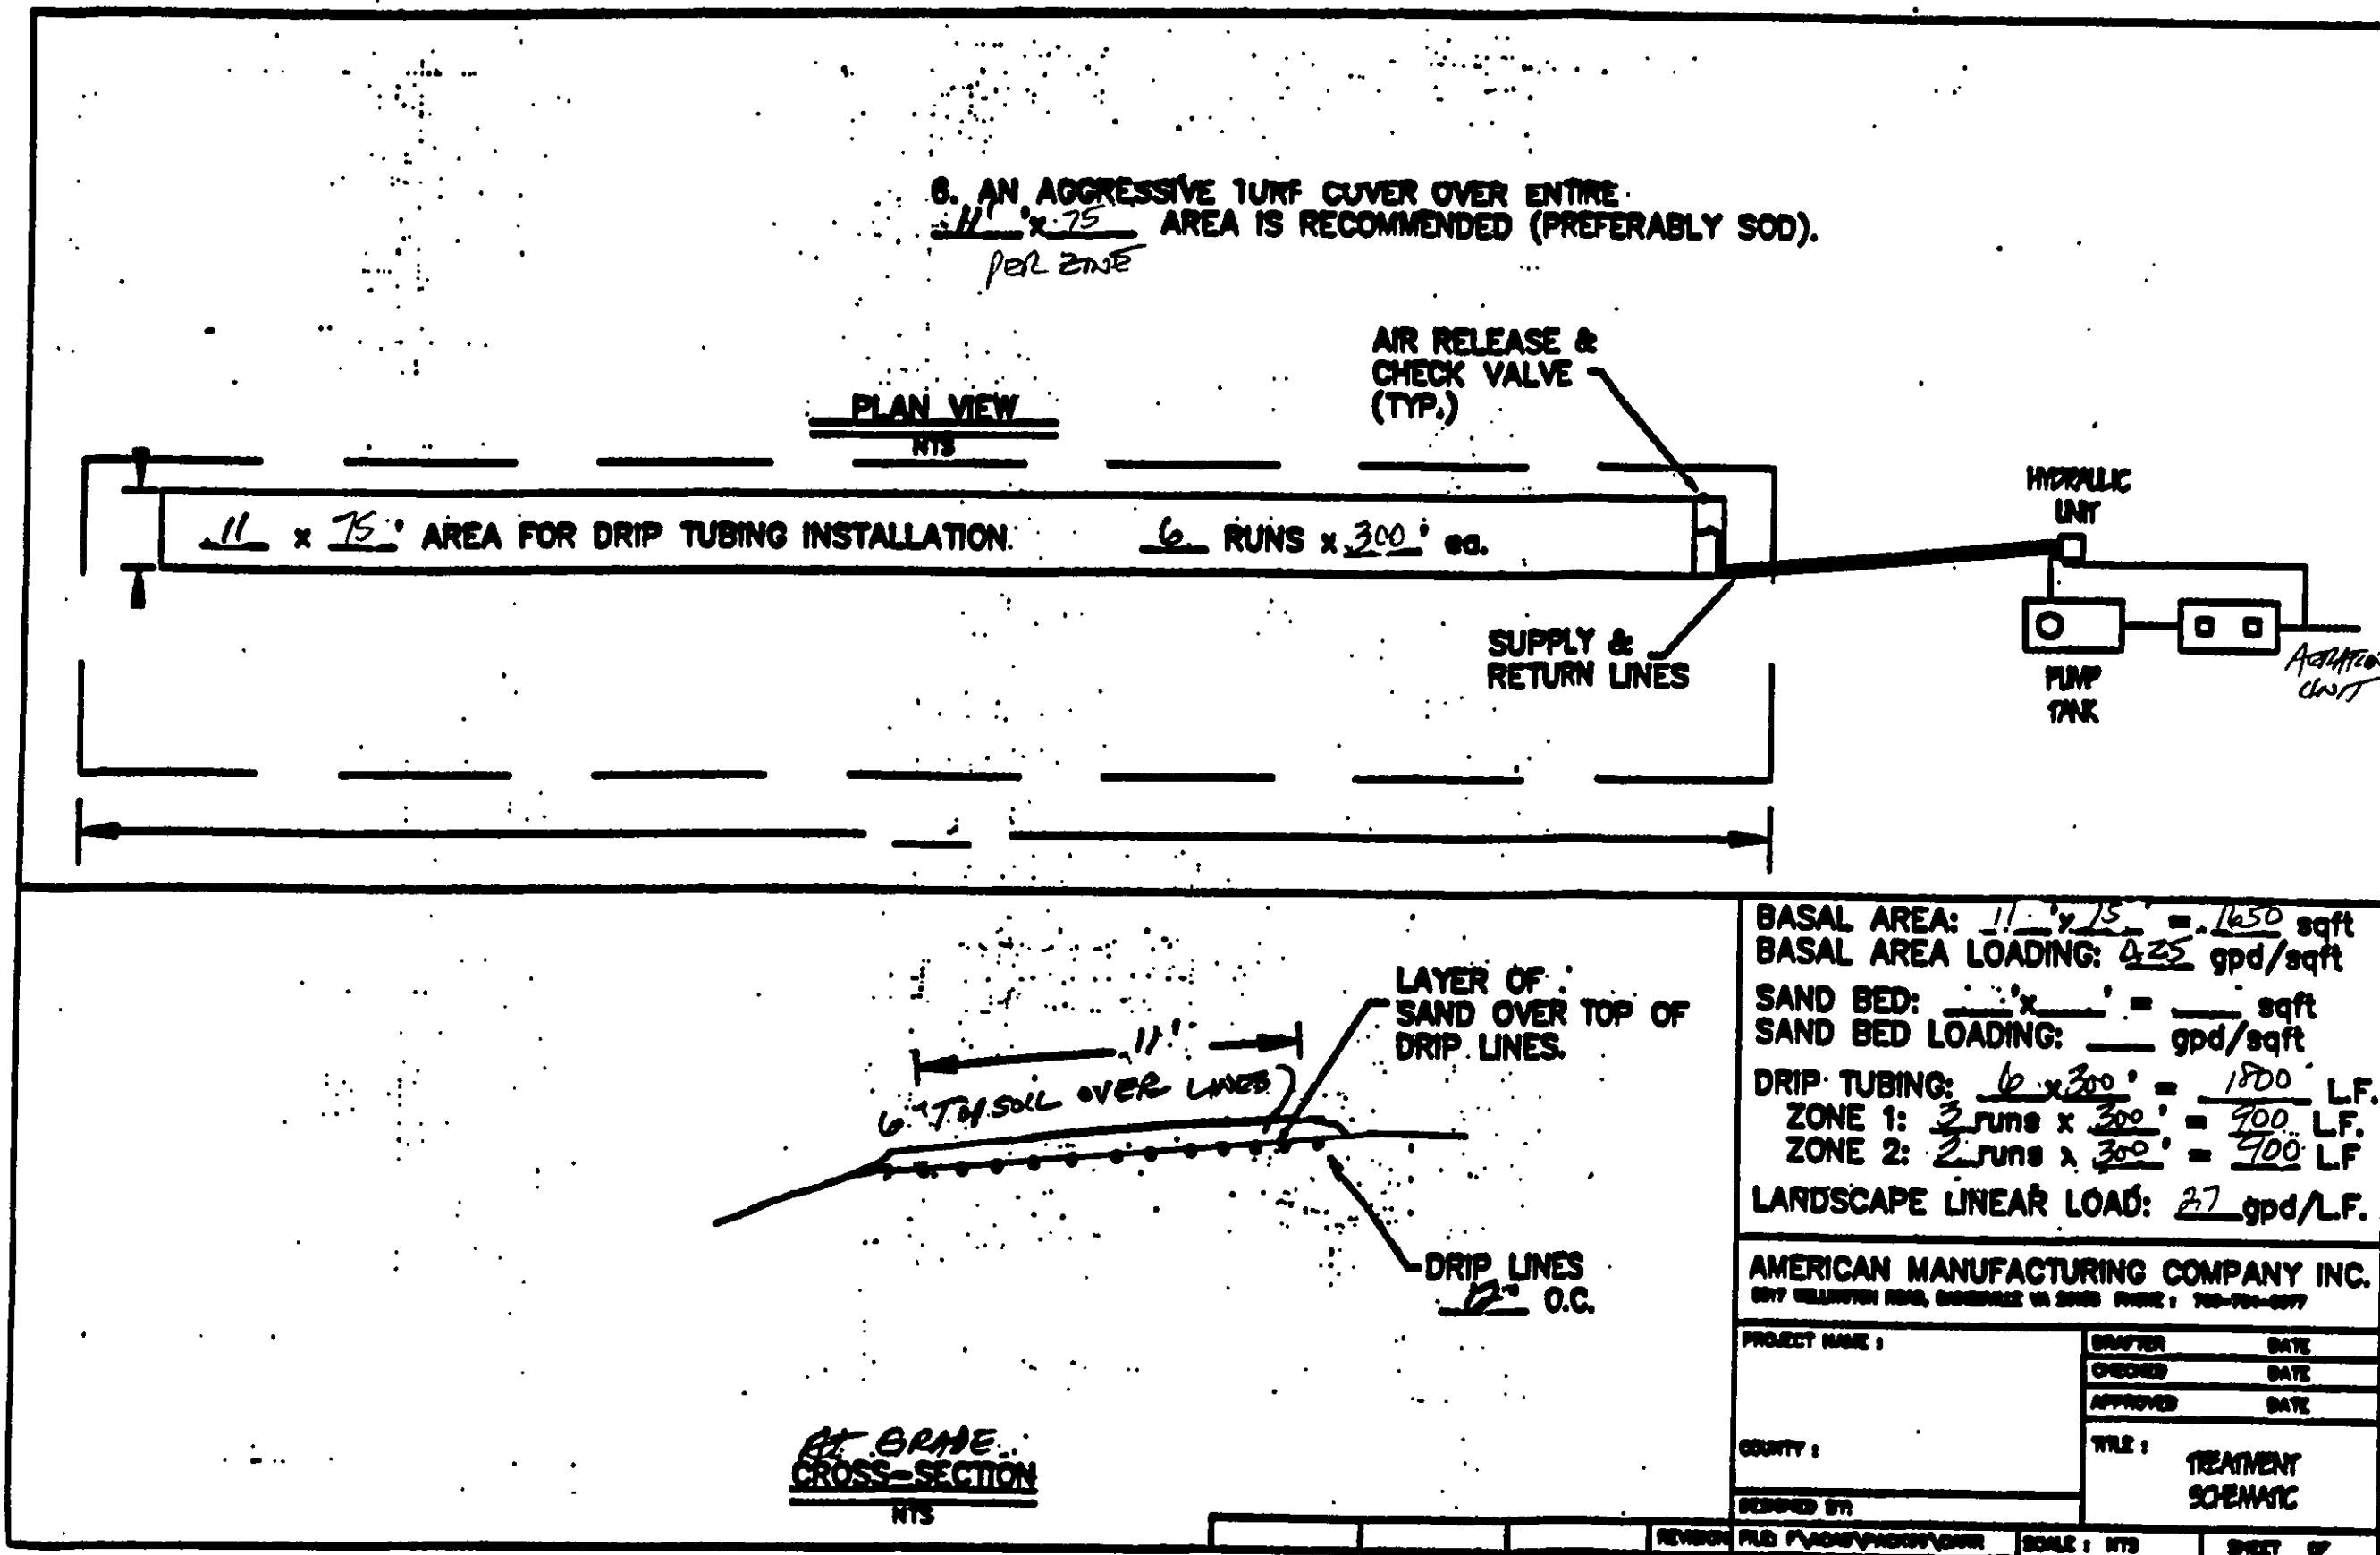 6. AN AGGRESSIVE TURF COVER OVER ENTIRE
11' x 75 AREA IS RECOMMENDED (PREFERABLY SOD).
PER ZONE
AIR RELEASE &
CHECK VALVE
(TYP.)
PLAN VIEW
NTS
HYDRAULIC
UNIT
11 x 75' AREA FOR DRIP TUBING INSTALLATION. 6 RUNS x 300' ea.
SUPPLY &
RETURN LINES
PUMP
TANK
AERATION
UNIT
BASAL AREA: 11' x 75' = 1650 sqft
BASAL AREA LOADING: gpd/sqft
SAND BED: ' x ' = sqft
SAND BED LOADING: gpd/sqft
DRIP TUBING: 6 x 300' = 1800 L.F.
ZONE 1: 3 runs x 300' = 900 L.F.
ZONE 2: 3 runs x 300' = 900 L.F
LANDSCAPE LINEAR LOAD: gpd/L.F.
LAYER OF
SAND OVER TOP OF
DRIP LINES.
11'
6" TOP SOIL OVER LINES
DRIP LINES
12" O.C.
AT GRADE
CROSS-SECTION
NTS
AMERICAN MANUFACTURING COMPANY INC.
PROJECT NAME :
DRAFTER DATE
CHECKED DATE
APPROVED DATE
COUNTY :
TITLE :
TREATMENT
SCHEMATIC
DESIGNED BY:
REVISION
SCALE : NTS
SHEET OF